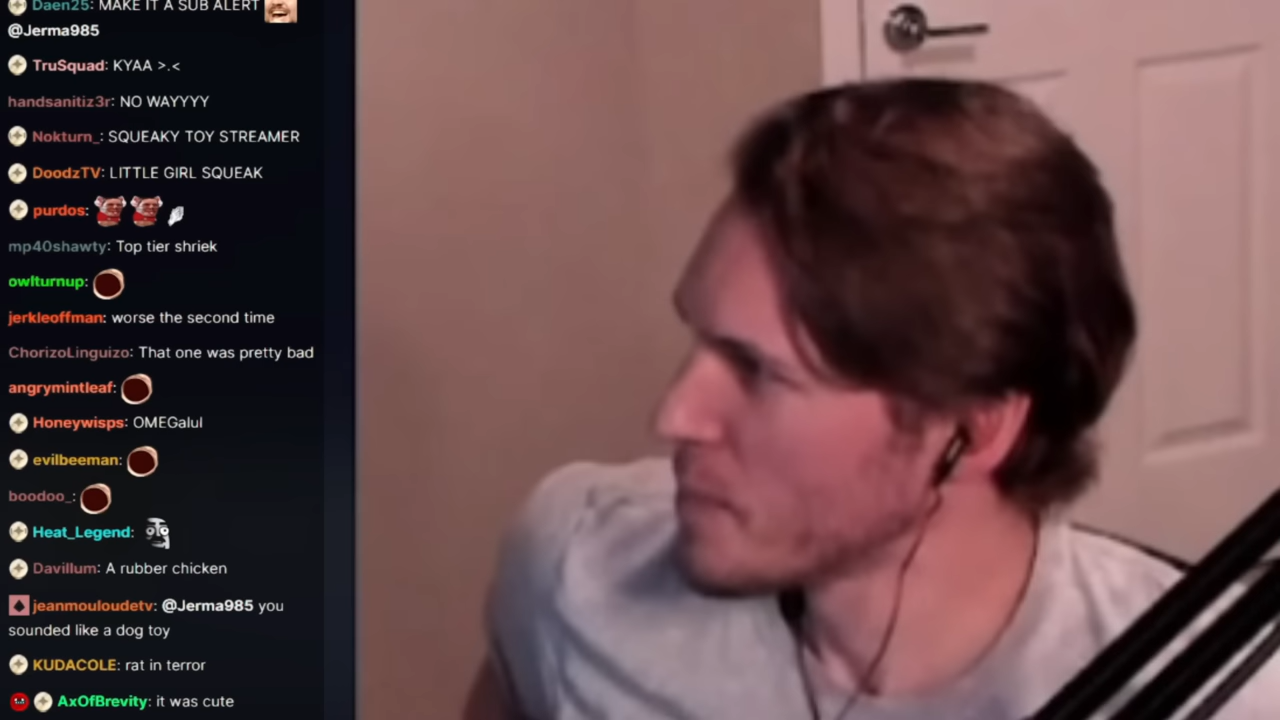 Daen25: MAKE IT A SUB ALERT
@Jerma985
TruSquad: KYAA >.<
handsanitiz3r: NO WAYYYY
Nokturn_: SQUEAKY TOY STREAMER
DoodzTV: LITTLE GIRL SQUEAK
purdos:
mp40shawty: Top tier shriek
owlturnup:
jerkleoffman: worse the second time
ChorizoLinguizo: That one was pretty bad
angrymintleaf:
Honeywisps: OMEGalul
evilbeeman:
boodoo_:
Heat_Legend:
Davillum: A rubber chicken
jeanmouloudetv: @Jerma985 you
sounded like a dog toy
KUDACOLE: rat in terror
AxOfBrevity: it was cute